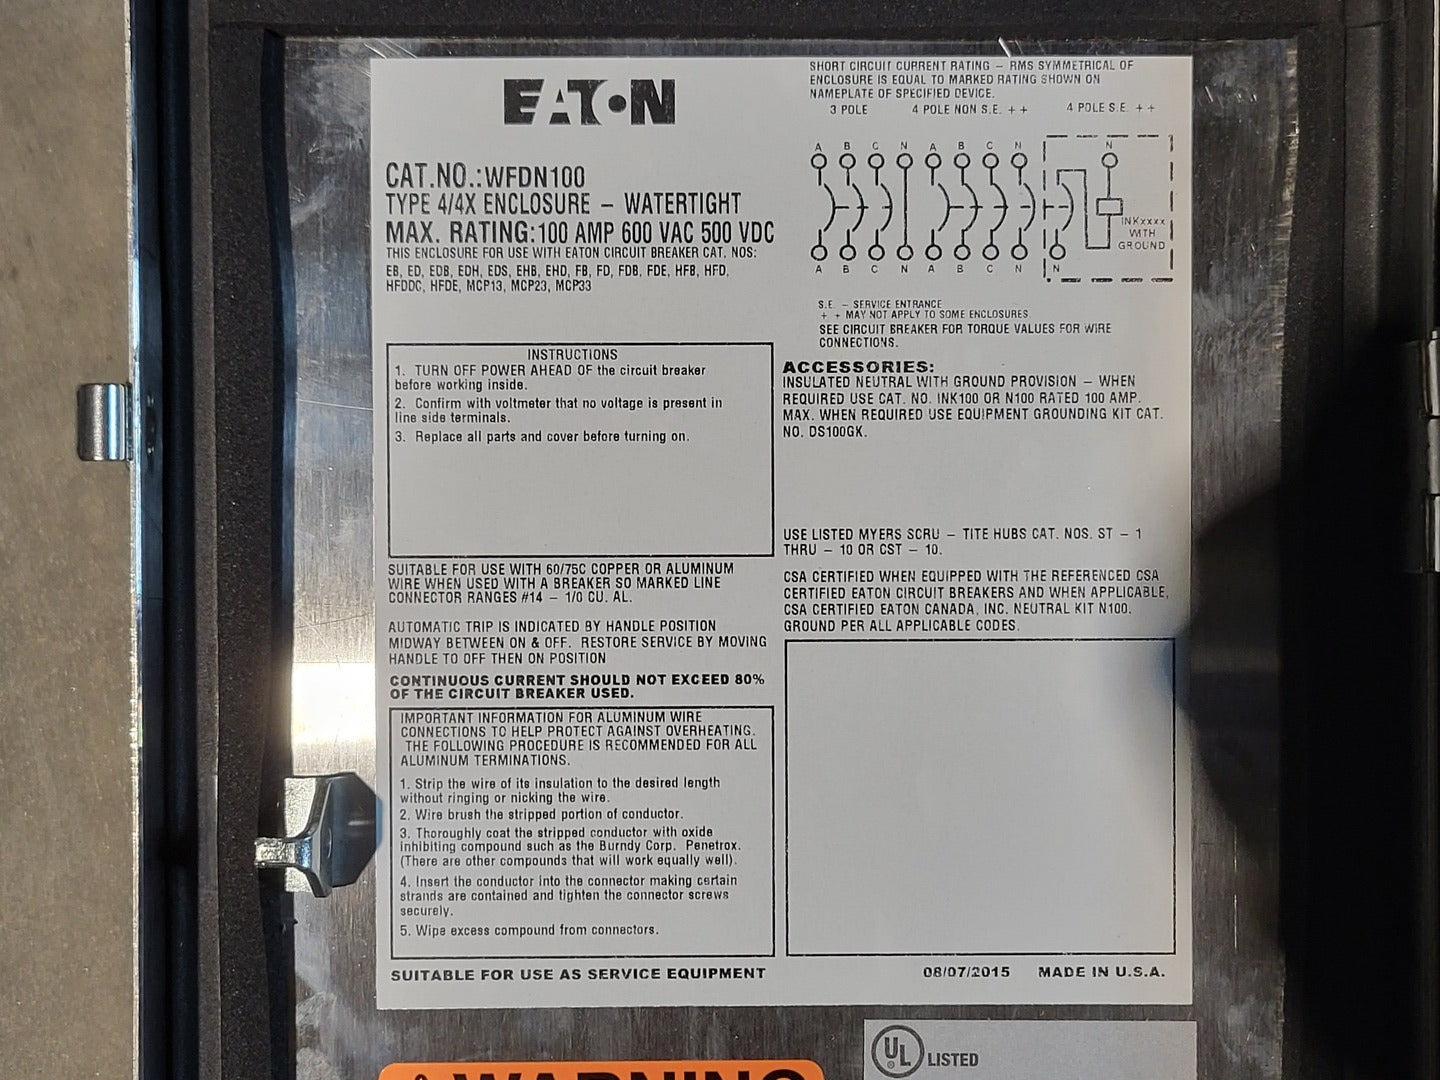 EATON
CAT.NO.:WFDN100
TYPE 4/4X ENCLOSURE – WATERTIGHT
MAX. RATING:100 AMP 600 VAC 500 VDC
THIS ENCLOSURE FOR USE WITH EATON CIRCUIT BREAKER CAT. NOS:
EB, ED, EDB, EDH, EDS, EHB, EHD, FB, FD, FDB, FDE, HFB, HFD,
HFDDC, HFDE, MCP13, MCP23, MCP33
INSTRUCTIONS
1. TURN OFF POWER AHEAD OF the circuit breaker
before working inside.
2. Confirm with voltmeter that no voltage is present in
line side terminals.
3. Replace all parts and cover before turning on.
SUITABLE FOR USE WITH 60/75C COPPER OR ALUMINUM
WIRE WHEN USED WITH A BREAKER SO MARKED LINE
CONNECTOR RANGES #14 – 1/0 CU. AL.
AUTOMATIC TRIP IS INDICATED BY HANDLE POSITION
MIDWAY BETWEEN ON & OFF. RESTORE SERVICE BY MOVING
HANDLE TO OFF THEN ON POSITION
CONTINUOUS CURRENT SHOULD NOT EXCEED 80%
OF THE CIRCUIT BREAKER USED.
IMPORTANT INFORMATION FOR ALUMINUM WIRE
CONNECTIONS TO HELP PROTECT AGAINST OVERHEATING.
THE FOLLOWING PROCEDURE IS RECOMMENDED FOR ALL
ALUMINUM TERMINATIONS.
1. Strip the wire of its insulation to the desired length
without ringing or nicking the wire.
2. Wire brush the stripped portion of conductor.
3. Thoroughly coat the stripped conductor with oxide
inhibiting compound such as the Burndy Corp. Penetrox.
(There are other compounds that will work equally well).
4. Insert the conductor into the connector making certain
strands are contained and tighten the connector screws
securely.
5. Wipe excess compound from connectors.
SUITABLE FOR USE AS SERVICE EQUIPMENT
SHORT CIRCUIT CURRENT RATING – RMS SYMMETRICAL OF
ENCLOSURE IS EQUAL TO MARKED RATING SHOWN ON
NAMEPLATE OF SPECIFIED DEVICE.
3 POLE 4 POLE NON S.E. + + 4 POLE S.E. + +
A B C N A B C N N
INKxxxx
WITH
GROUND
A B C N A B C N N
S.E. – SERVICE ENTRANCE
+ + MAY NOT APPLY TO SOME ENCLOSURES
SEE CIRCUIT BREAKER FOR TORQUE VALUES FOR WIRE
CONNECTIONS.
ACCESSORIES:
INSULATED NEUTRAL WITH GROUND PROVISION – WHEN
REQUIRED USE CAT. NO. INK100 OR N100 RATED 100 AMP.
MAX. WHEN REQUIRED USE EQUIPMENT GROUNDING KIT CAT.
NO. DS100GK.
USE LISTED MYERS SCRU – TITE HUBS CAT. NOS. ST – 1
THRU – 10 OR CST – 10.
CSA CERTIFIED WHEN EQUIPPED WITH THE REFERENCED CSA
CERTIFIED EATON CIRCUIT BREAKERS AND WHEN APPLICABLE,
CSA CERTIFIED EATON CANADA, INC. NEUTRAL KIT N100.
GROUND PER ALL APPLICABLE CODES.
08/07/2015 MADE IN U.S.A.
UL LISTED
WARNING